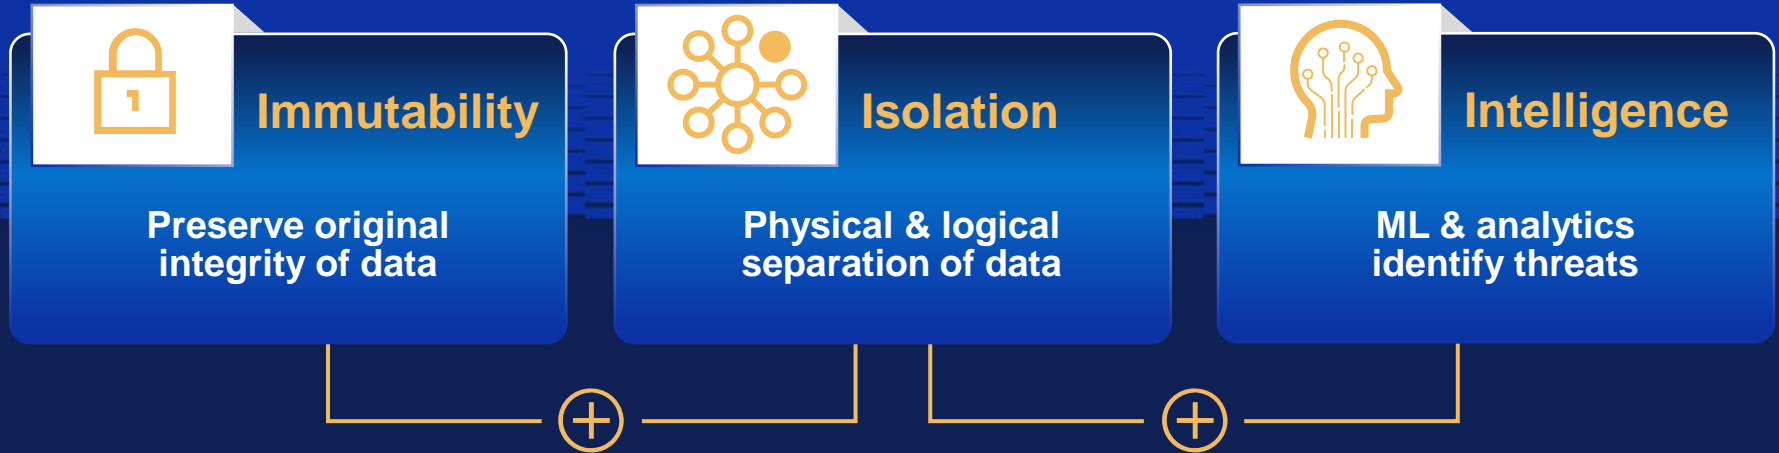 Immutability
Preserve original
integrity of data
Isolation
Physical & logical
separation of data
Intelligence
ML & analytics
identify threats